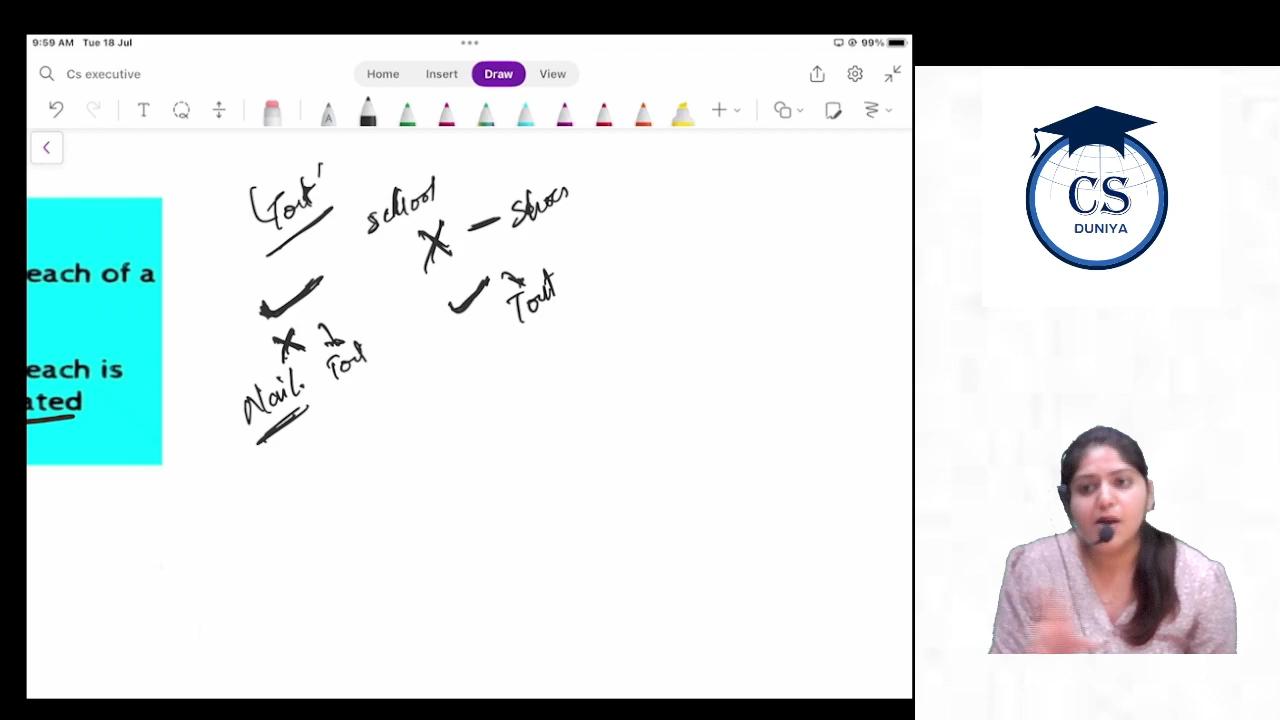 9:59 AM Tue 18 Jul
99%
Cs executive
Home Insert Draw View
T
A
each of a
each is
ated
Tort
school
shoes
Tort
Tort
Nail.
CS
DUNIYA